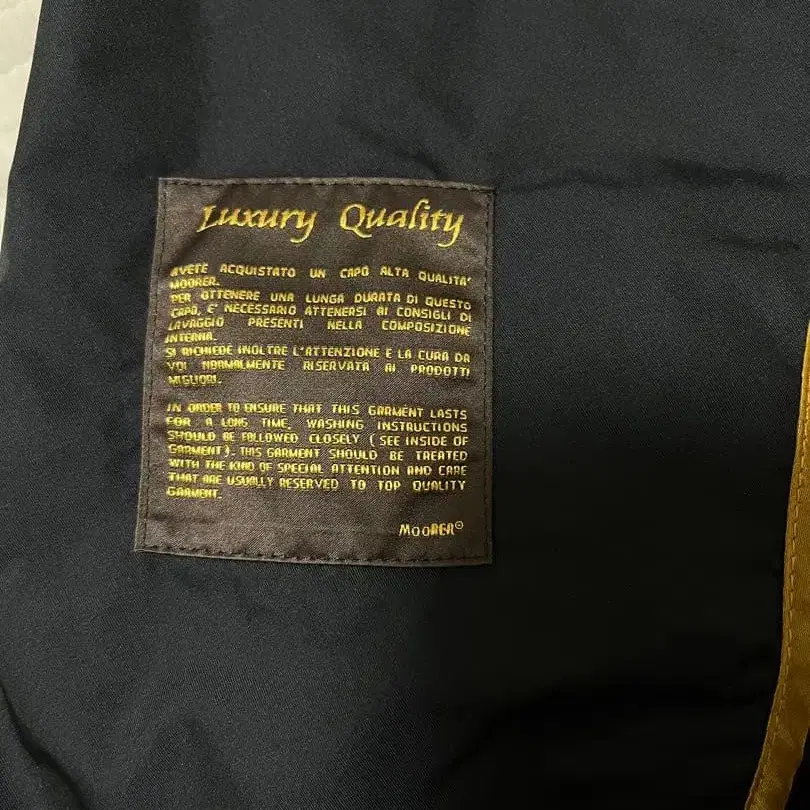 Luxury Quality
AVETE ACQUISTATO UN CAPO ALTA QUALITA'
MOORER.
PER OTTENERE UNA LUNGA DURATA DI QUESTO
CAPO, E' NECESSARIO ATTENERSI AI CONSIGLI DI
LAVAGGIO PRESENTI NELLA COMPOSIZIONE
INTERNA.
SI RICHIEDE INOLTRE L'ATTENZIONE E LA CURA DA
VOI NORMALMENTE RISERVATA AI PRODOTTI
MIGLIORI.
IN ORDER TO ENSURE THAT THIS GARMENT LASTS
FOR A LONG TIME, WASHING INSTRUCTIONS
SHOULD BE FOLLOWED CLOSELY (SEE INSIDE OF
GARMENT). THIS GARMENT SHOULD BE TREATED
WITH THE KIND OF SPECIAL ATTENTION AND CARE
THAT ARE USUALLY RESERVED TO TOP QUALITY
GARMENT.
MOORER®